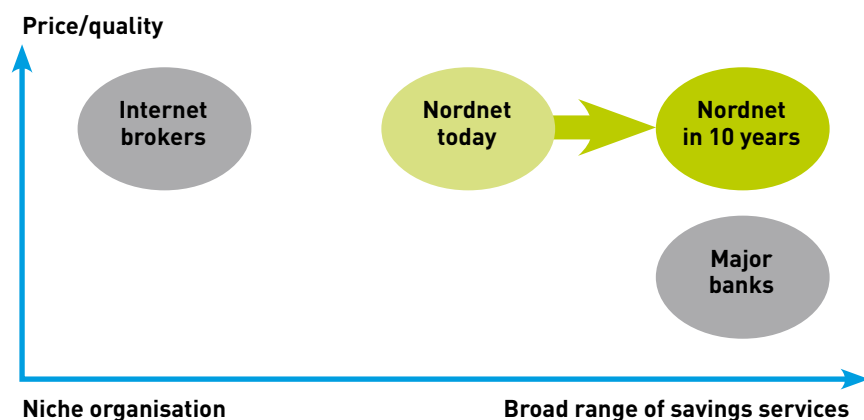 Price/quality
Internet
brokers
Nordnet
today
Nordnet
in 10 years
Major
banks
Niche organisation
Broad range of savings services